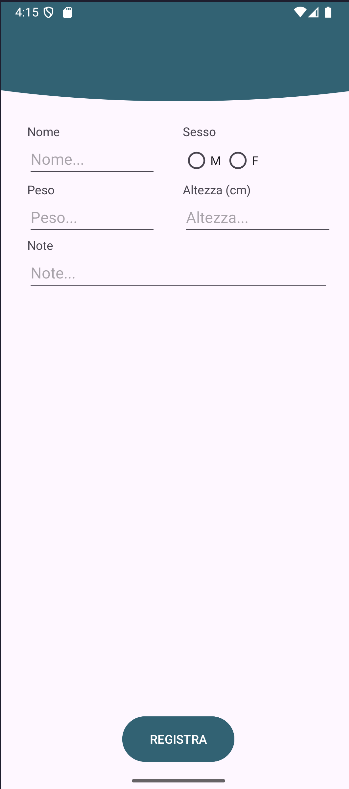 4:15
Nome Sesso
Nome... M F
Peso Altezza (cm)
Peso... Altezza...
Note
Note...
REGISTRA